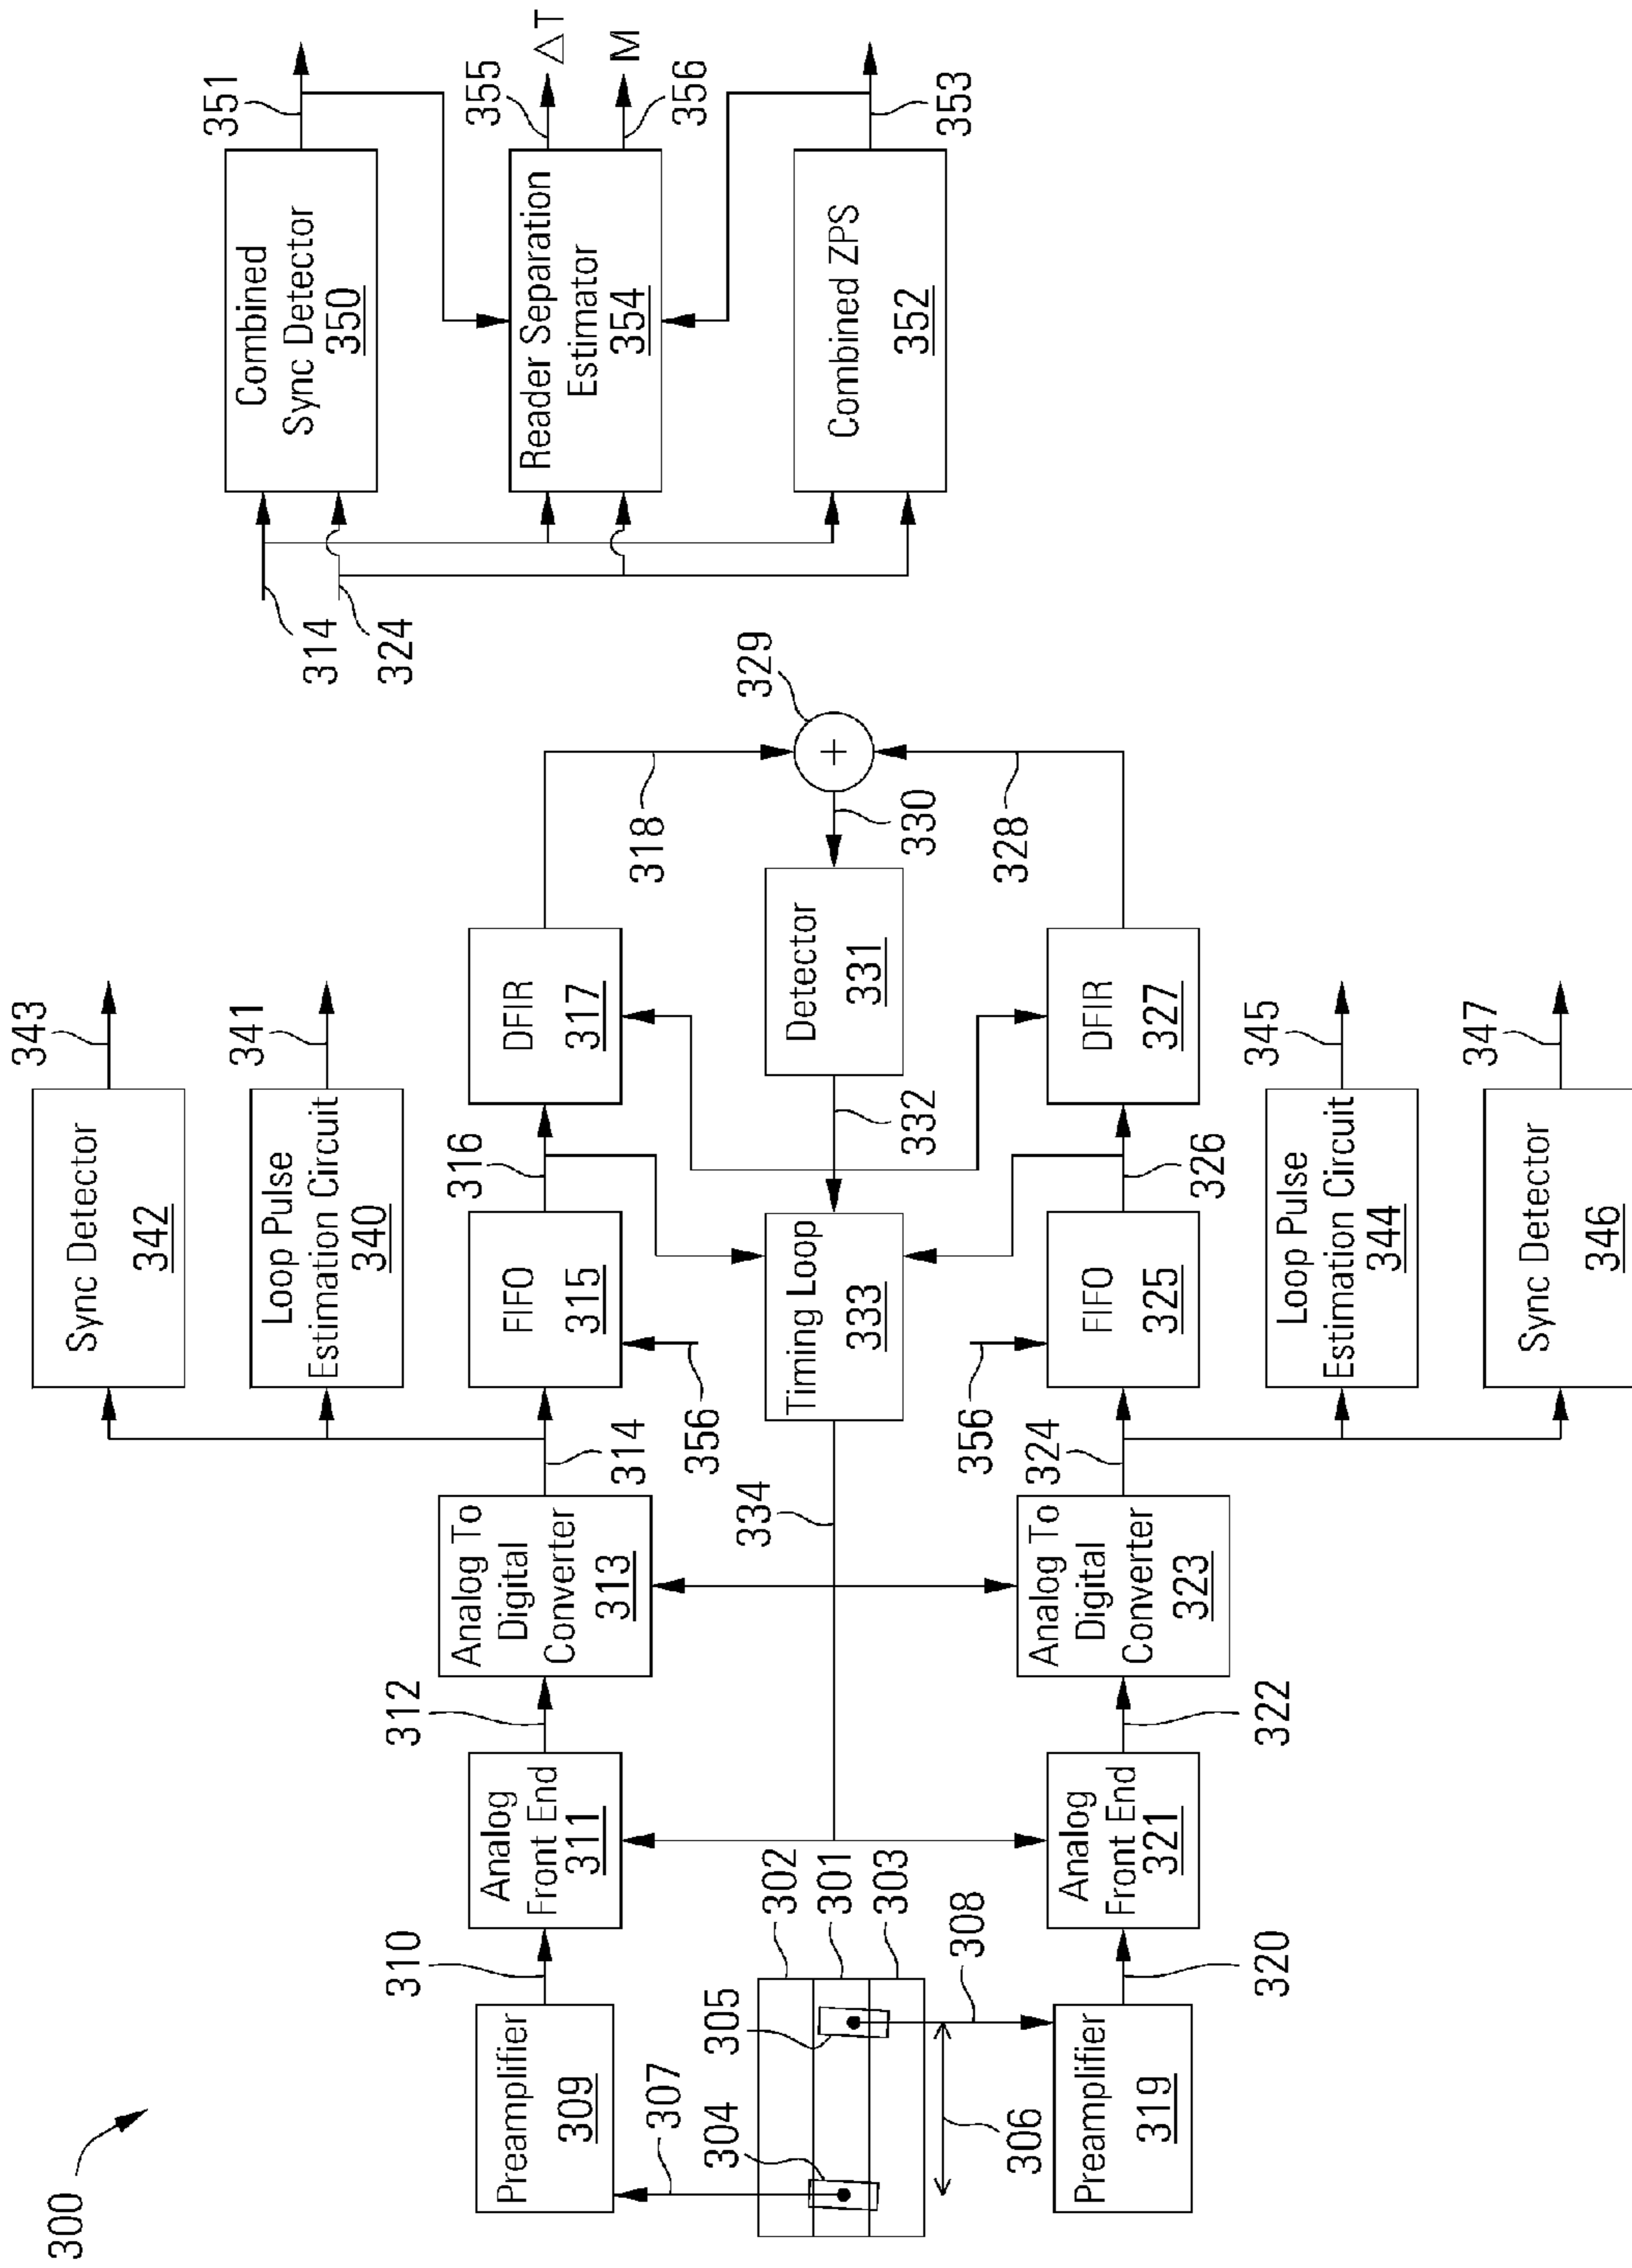 300
Preamplifier
309
310
Analog
Front End
311
312
Analog To
Digital
Converter
313
314
Sync Detector
342
343
Loop Pulse
Estimation Circuit
340
341
FIFO
315
356
316
DFIR
317
318
307
304
305
302
301
303
308
306
334
Timing Loop
333
332
Detector
331
330
329
+
328
Preamplifier
319
320
Analog
Front End
321
322
Analog To
Digital
Converter
323
324
356
FIFO
325
326
DFIR
327
Loop Pulse
Estimation Circuit
344
345
Sync Detector
346
347
314
324
Combined
Sync Detector
350
351
Reader Separation
Estimator
354
355
△T
M
356
Combined ZPS
352
353